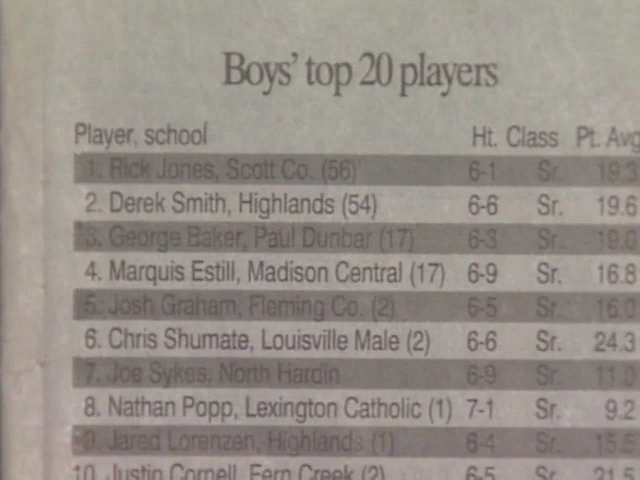 Boys' top 20 players
Player, school Ht. Class Pt. Avg
1. Rick Jones, Scott Co. (56) 6-1 Sr. 19.3
2. Derek Smith, Highlands (54) 6-6 Sr. 19.6
3. George Baker, Paul Dunbar (17) 6-3 Sr. 19.0
4. Marquis Estill, Madison Central (17) 6-9 Sr. 16.8
5. Josh Graham, Fleming Co. (2) 6-5 Sr. 16.0
6. Chris Shumate, Louisville Male (2) 6-6 Sr. 24.3
7. Joe Sykes, North Hardin 6-9 Sr. 11.0
8. Nathan Popp, Lexington Catholic (1) 7-1 Sr. 9.2
9. Jared Lorenzen, Highlands (1) 6-4 Sr. 15.5
10. Justin Cornell, Fern Creek (2) 6-5 Sr. 21.5